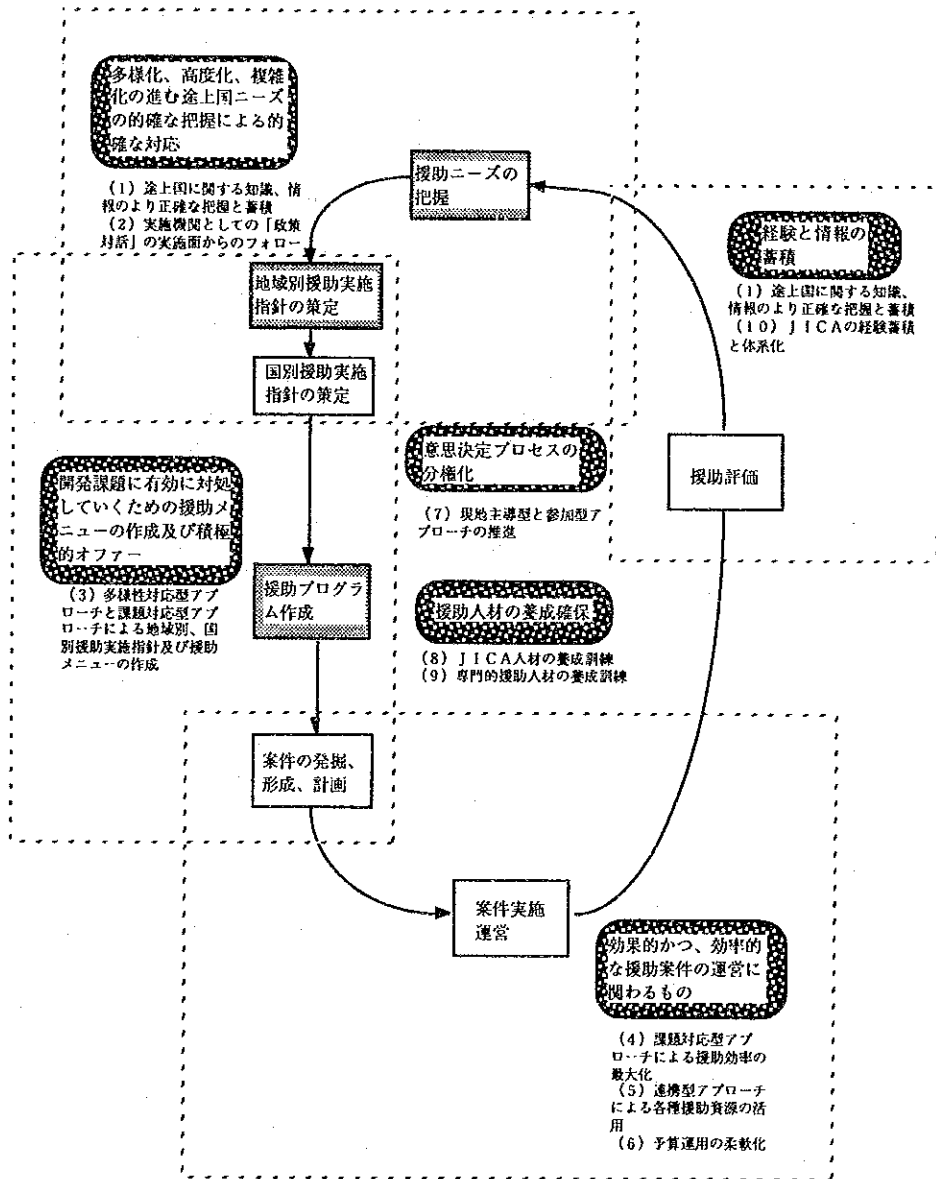 多様化、高度化、複雑
化の進む途上国ニーズ
の的確な把握による的
確な対応
(1)途上国に関する知識、情
報のより正確な把握と蓄積
(2)実施機関としての「政策
対話」の実施面からのフォロー
援助ニーズの
把握
経験と情報の
蓄積
(1)途上国に関する知識、
情報のより正確な把握と蓄積
(10)JICAの経験蓄積
と体系化
地域別援助実施
指針の策定
国別援助実施
指針の策定
意思決定プロセスの
分権化
(7)現地主導型と参加型ア
プローチの推進
援助評価
開発課題に有効に対処
していくための援助メ
ニューの作成及び積極
的オファー
(3)多様性対応型アプ
ローチと課題対応型アプ
ローチによる地域別、国
別援助実施指針及び援助
メニューの作成
援助プログラ
ム作成
援助人材の養成確保
(8)JICA人材の養成訓練
(9)専門的援助人材の養成訓練
案件の発掘、
形成、計画
案件実施
運営
効果的かつ、効率的
な援助案件の運営に
関わるもの
(4)課題対応型アプ
ローチによる援助効率の
最大化
(5)連携型アプローチ
による各種援助資源の活
用
(6)予算運用の柔軟化